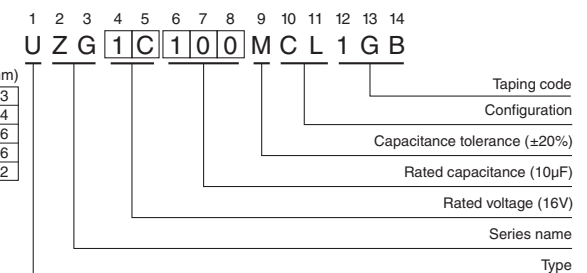 1 2 3 4 5 6 7 8 9 10 11 12 13 14
U Z G 1 C 1 0 0 M C L 1 G B
m)
3
4
6
6
2
Taping code
Configuration
Capacitance tolerance (±20%)
Rated capacitance (10µF)
Rated voltage (16V)
Series name
Type